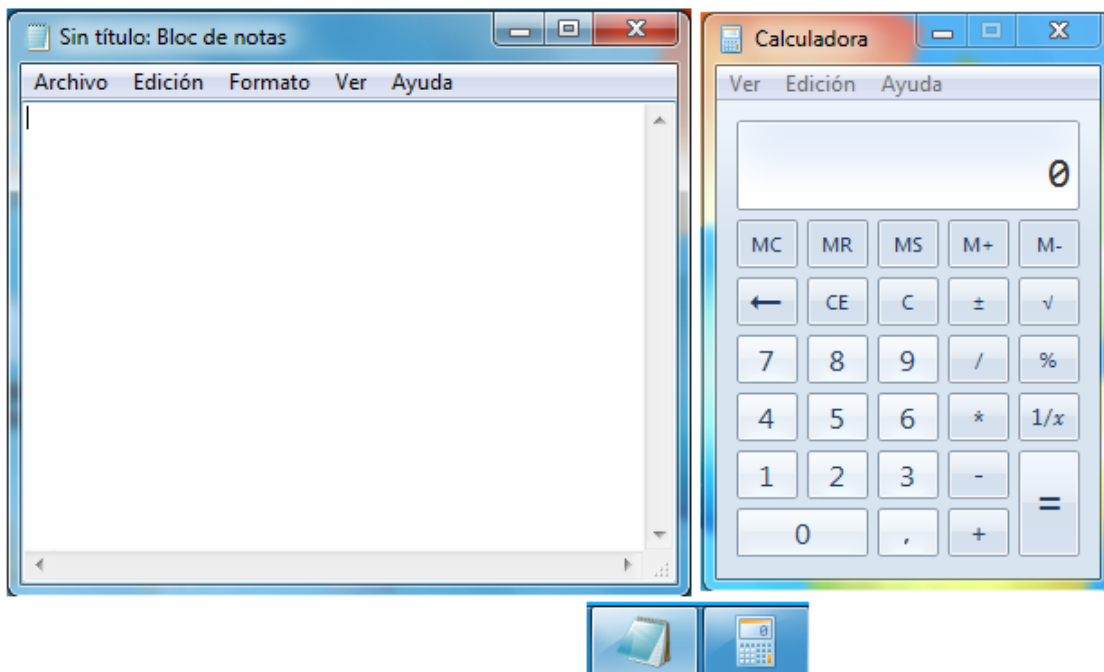 Sin título: Bloc de notas
Archivo Edición Formato Ver Ayuda
Calculadora
Ver Edición Ayuda
0
MC MR MS M+ M-
← CE C ± √
7 8 9 / %
4 5 6 * 1/x
1 2 3 - =
0 , +
0